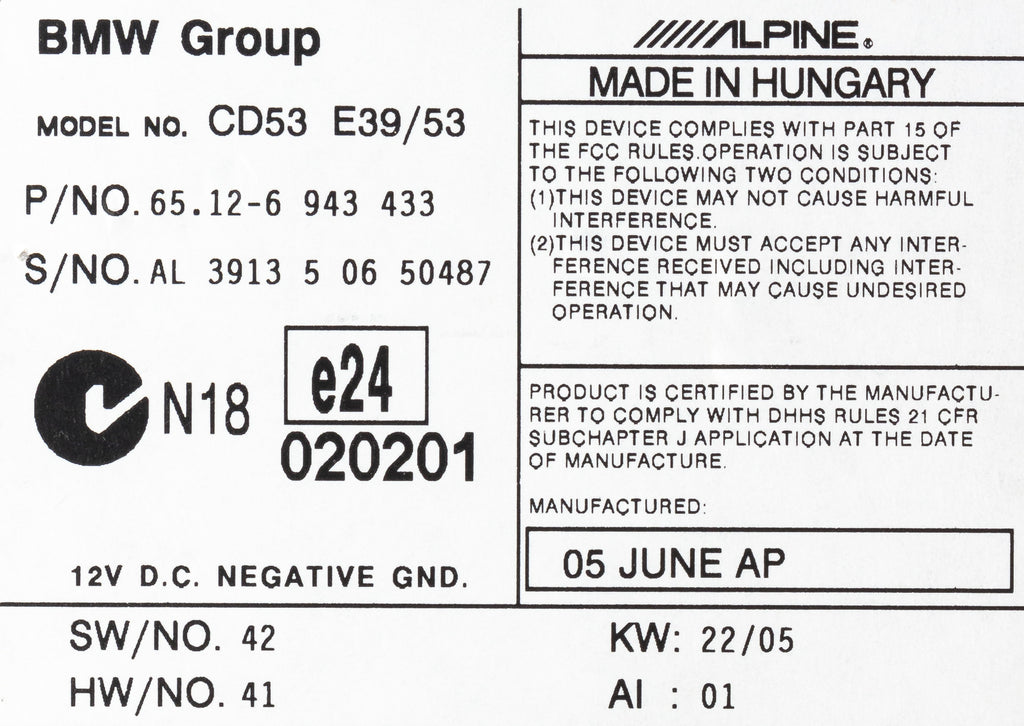 BMW Group
MODEL NO. CD53 E39/53
P/NO. 65.12-6 943 433
S/NO. AL 3913 5 06 50487
N18
e24
020201
12V D.C. NEGATIVE GND.
ALPINE®
MADE IN HUNGARY
THIS DEVICE COMPLIES WITH PART 15 OF
THE FCC RULES.OPERATION IS SUBJECT
TO THE FOLLOWING TWO CONDITIONS:
(1)THIS DEVICE MAY NOT CAUSE HARMFUL
INTERFERENCE.
(2)THIS DEVICE MUST ACCEPT ANY INTER-
FERENCE RECEIVED INCLUDING INTER-
FERENCE THAT MAY CAUSE UNDESIRED
OPERATION.
PRODUCT IS CERTIFIED BY THE MANUFACTU-
RER TO COMPLY WITH DHHS RULES 21 CFR
SUBCHAPTER J APPLICATION AT THE DATE
OF MANUFACTURE.
MANUFACTURED:
05 JUNE AP
SW/NO. 42
HW/NO. 41
KW: 22/05
AI : 01